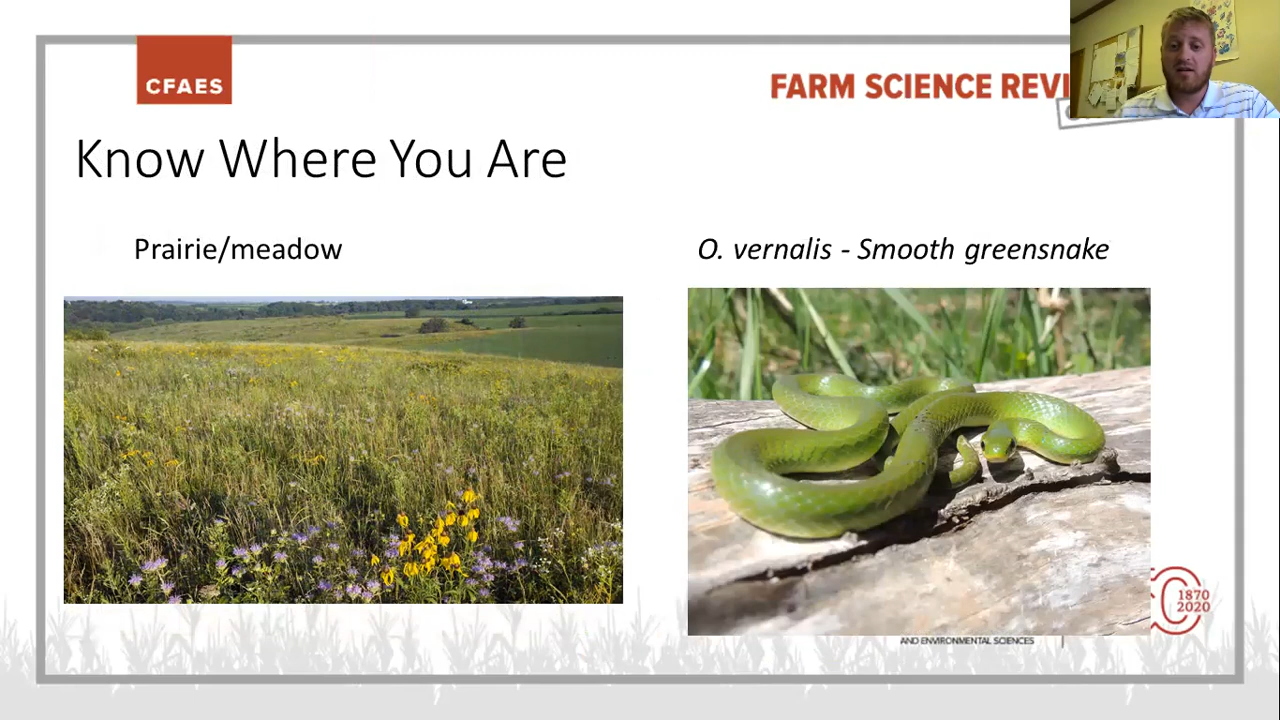 CFAES
FARM SCIENCE REVI
Know Where You Are
Prairie/meadow
O. vernalis - Smooth greensnake
1870
2020
AND ENVIRONMENTAL SCIENCES